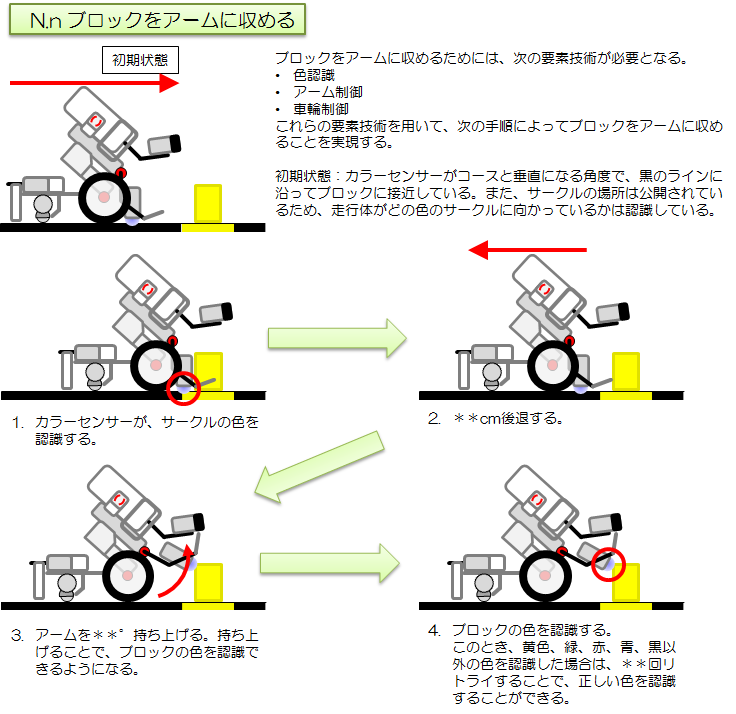 N.n ブロックをアームに収める
初期状態
ブロックをアームに収めるためには、次の要素技術が必要となる。
• 色認識
• アーム制御
• 車輪制御
これらの要素技術を用いて、次の手順によってブロックをアームに収め
ることを実現する。
初期状態：カラーセンサーがコースと垂直になる角度で、黒のラインに
沿ってブロックに接近している。また、サークルの場所は公開されてい
るため、走行体がどの色のサークルに向かっているかは認識している。
1. カラーセンサーが、サークルの色を
認識する。
2. ＊＊cm後退する。
3. アームを＊＊°持ち上げる。持ち上
げることで、ブロックの色を認識で
きるようになる。
4. ブロックの色を認識する。
このとき、黄色、緑、赤、青、黒以
外の色を認識した場合は、＊＊回リ
トライすることで、正しい色を認識
することができる。